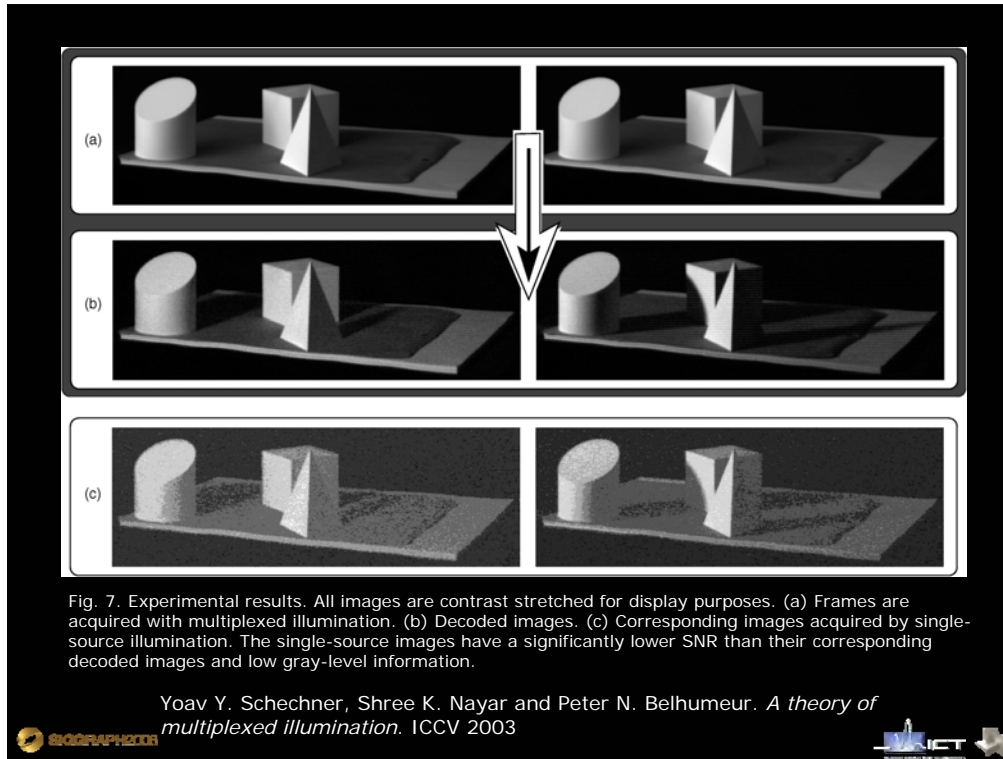 (a)
(b)
(c)
Fig. 7. Experimental results. All images are contrast stretched for display purposes. (a) Frames are
acquired with multiplexed illumination. (b) Decoded images. (c) Corresponding images acquired by single-
source illumination. The single-source images have a significantly lower SNR than their corresponding
decoded images and low gray-level information.
Yoav Y. Schechner, Shree K. Nayar and Peter N. Belhumeur. A theory of
multiplexed illumination. ICCV 2003
ICT